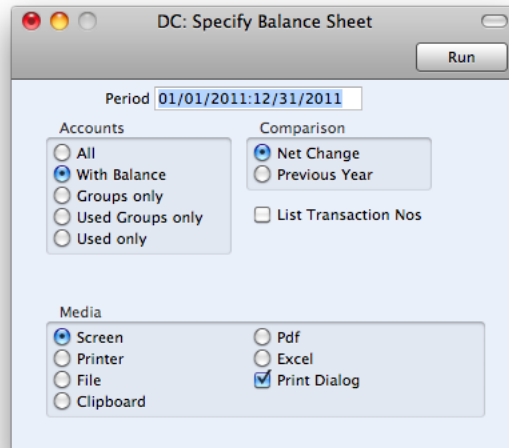 DC: Specify Balance Sheet
Run
Period 01/01/2011:12/31/2011
Accounts
All
With Balance
Groups only
Used Groups only
Used only
Comparison
Net Change
Previous Year
List Transaction Nos
Media
Screen
Printer
File
Clipboard
Pdf
Excel
Print Dialog